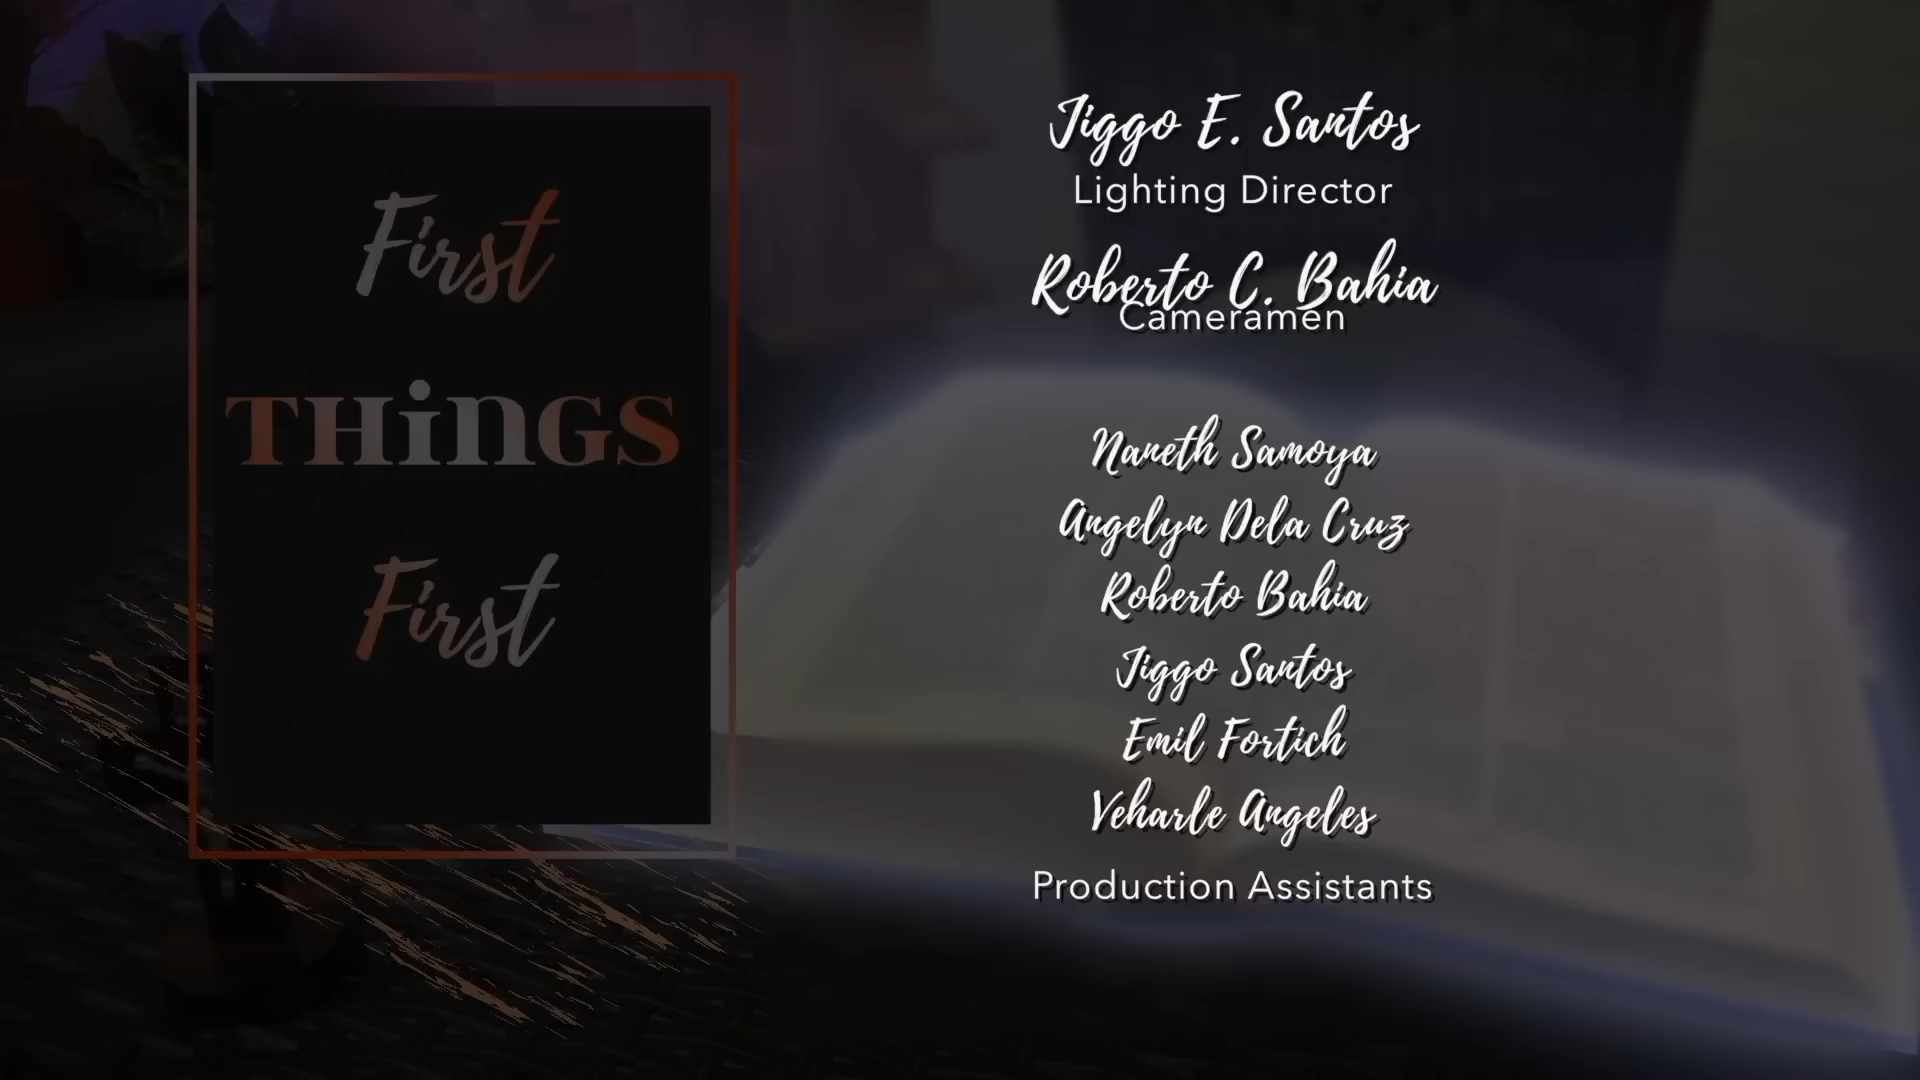 First
THiNGS
First
Jiggo E. Santos
Lighting Director
Roberto C. Bahia
Cameramen
Naneth Samoya
Angelyn Dela Cruz
Roberto Bahia
Jiggo Santos
Emil Fortich
Veharle Angeles
Production Assistants